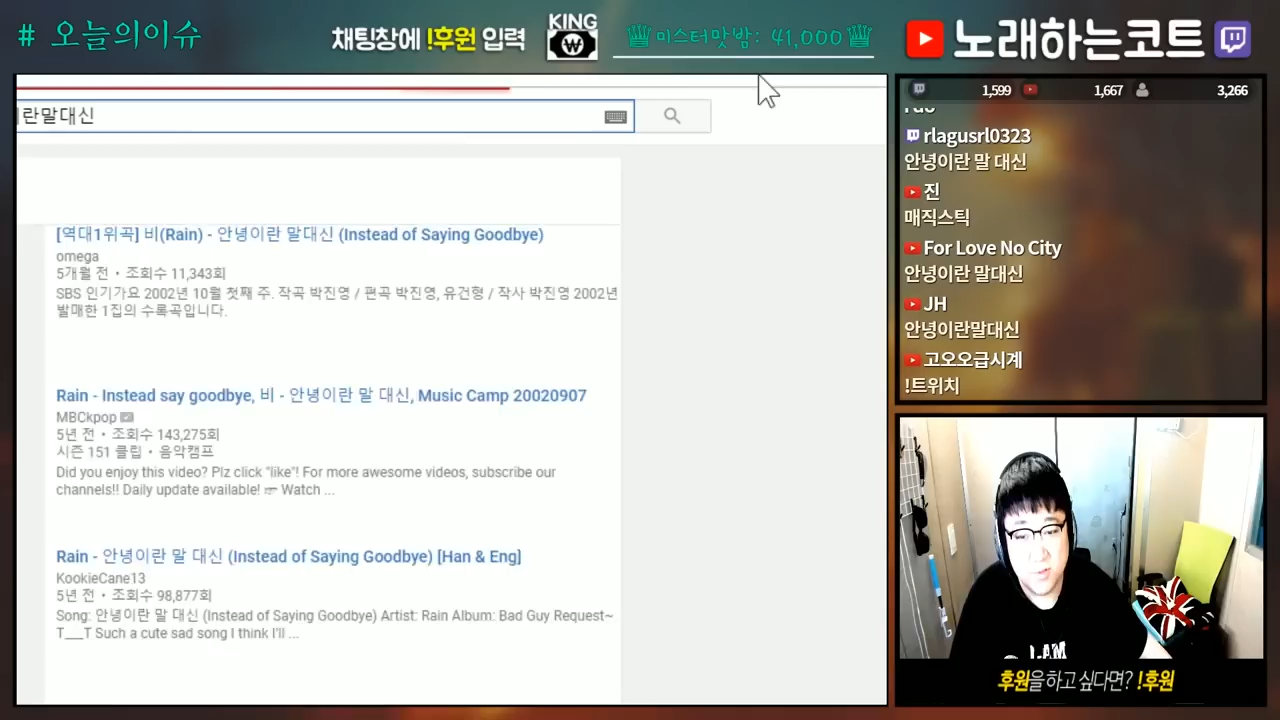 # 오늘의이슈
채팅창에 !후원 입력
KING
미스터맛밤: 41,000
노래하는코트
란말대신
[역대1위곡] 비(Rain) - 안녕이란 말대신 (Instead of Saying Goodbye)
omega
5개월 전 • 조회수 11,343회
SBS 인기가요 2002년 10월 첫째 주. 작곡 박진영 / 편곡 박진영, 유건형 / 작사 박진영 2002년
발매한 1집의 수록곡입니다.
Rain - Instead say goodbye, 비 - 안녕이란 말 대신, Music Camp 20020907
MBCkpop
5년 전 • 조회수 143,275회
시즌 151 클립 • 음악캠프
Did you enjoy this video? Plz click "like"! For more awesome videos, subscribe our
channels!! Daily update available! ☞ Watch ...
Rain - 안녕이란 말 대신 (Instead of Saying Goodbye) [Han & Eng]
KookieCane13
5년 전 • 조회수 98,877회
Song: 안녕이란 말 대신 (Instead of Saying Goodbye) Artist: Rain Album: Bad Guy Request~
T___T Such a cute sad song I think I'll ...
1,599 1,667 3,266
rlagusrl0323
안녕이란 말 대신
진
매직스틱
For Love No City
안녕이란 말대신
JH
안녕이란말대신
고오오급시계
!트위치
I AM
후원을하고 싶다면? !후원